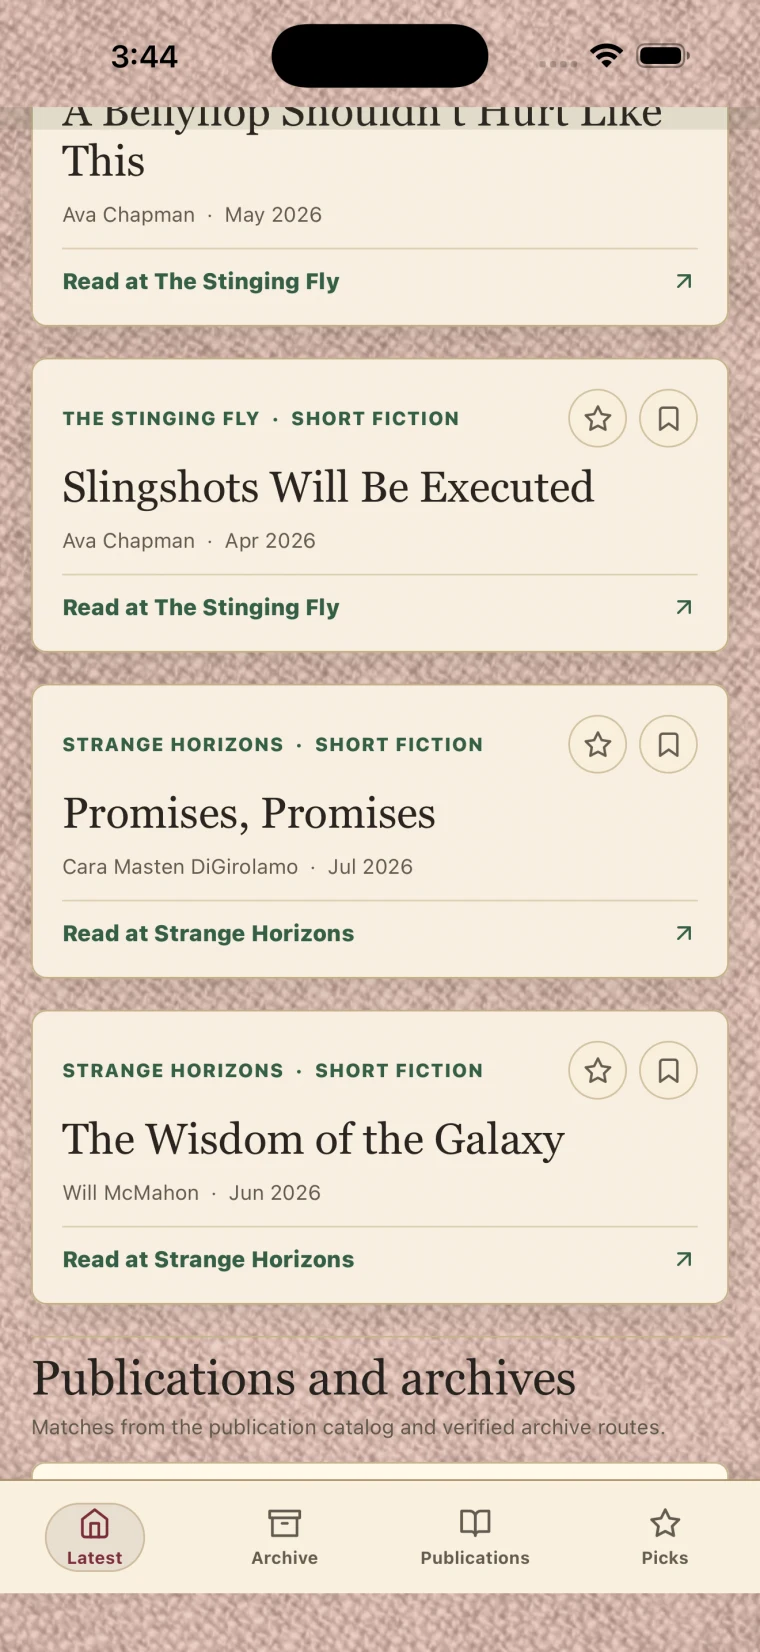 3:44
A Bellyflop Shouldn't Hurt Like
This
Ava Chapman · May 2026
Read at The Stinging Fly
THE STINGING FLY · SHORT FICTION
Slingshots Will Be Executed
Ava Chapman · Apr 2026
Read at The Stinging Fly
STRANGE HORIZONS · SHORT FICTION
Promises, Promises
Cara Masten DiGirolamo · Jul 2026
Read at Strange Horizons
STRANGE HORIZONS · SHORT FICTION
The Wisdom of the Galaxy
Will McMahon · Jun 2026
Read at Strange Horizons
Publications and archives
Matches from the publication catalog and verified archive routes.
Latest
Archive
Publications
Picks